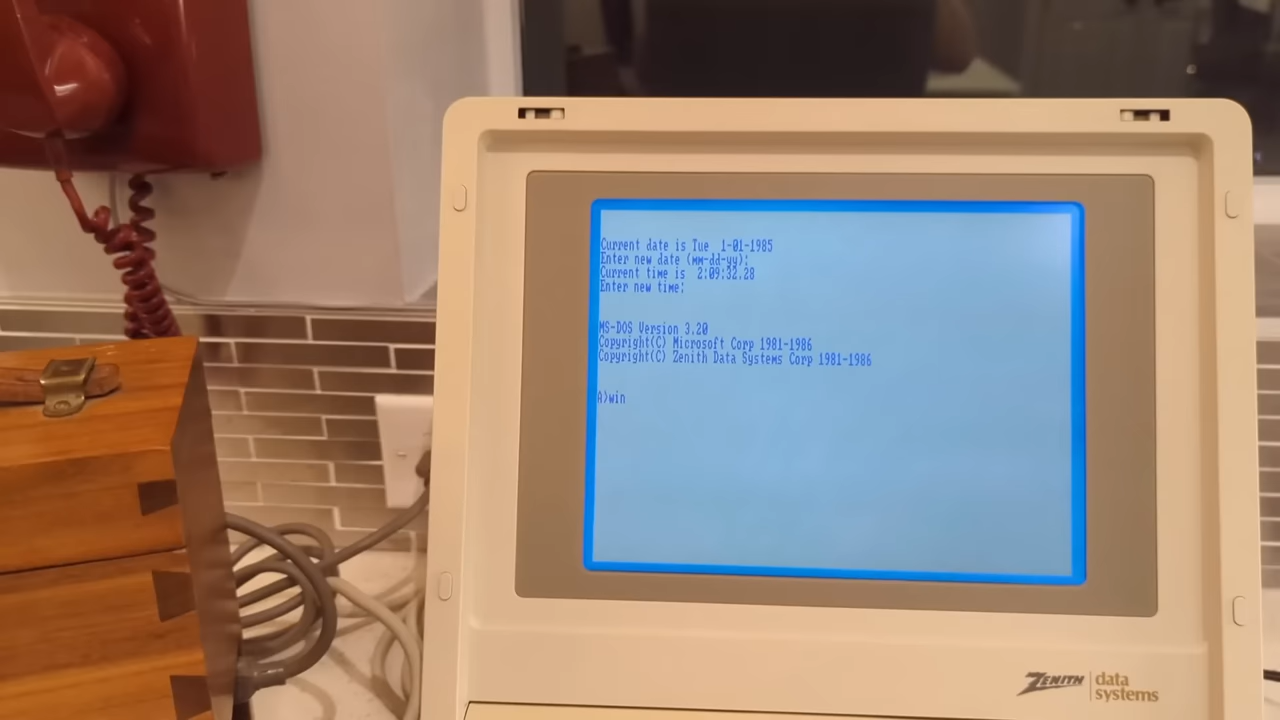 Current date is Tue  1-01-1985
Enter new date (mm-dd-yy):
Current time is  2:09:32.28
Enter new time:
MS-DOS Version 3.20
Copyright(C) Microsoft Corp 1981-1986
Copyright(C) Zenith Data Systems Corp 1981-1986
A>win
ZENITH data systems